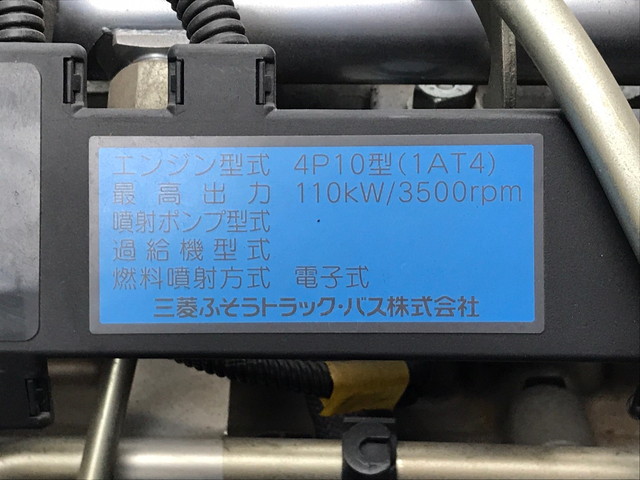 エンジン型式 4P10型(1AT4)
最高出力 110kW/3500rpm
噴射ポンプ型式
過給機型式
燃料噴射方式 電子式
三菱ふそうトラック・バス株式会社